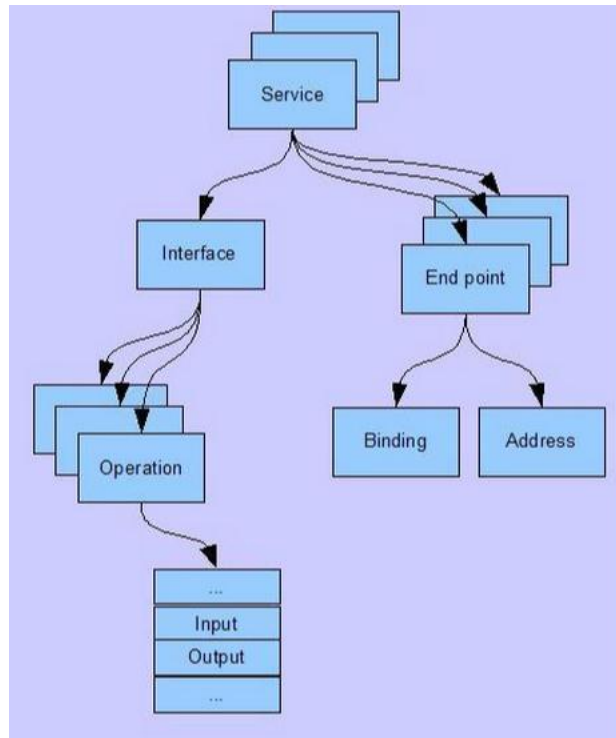 Service
Interface
End point
Binding
Address
Operation
...
Input
Output
...